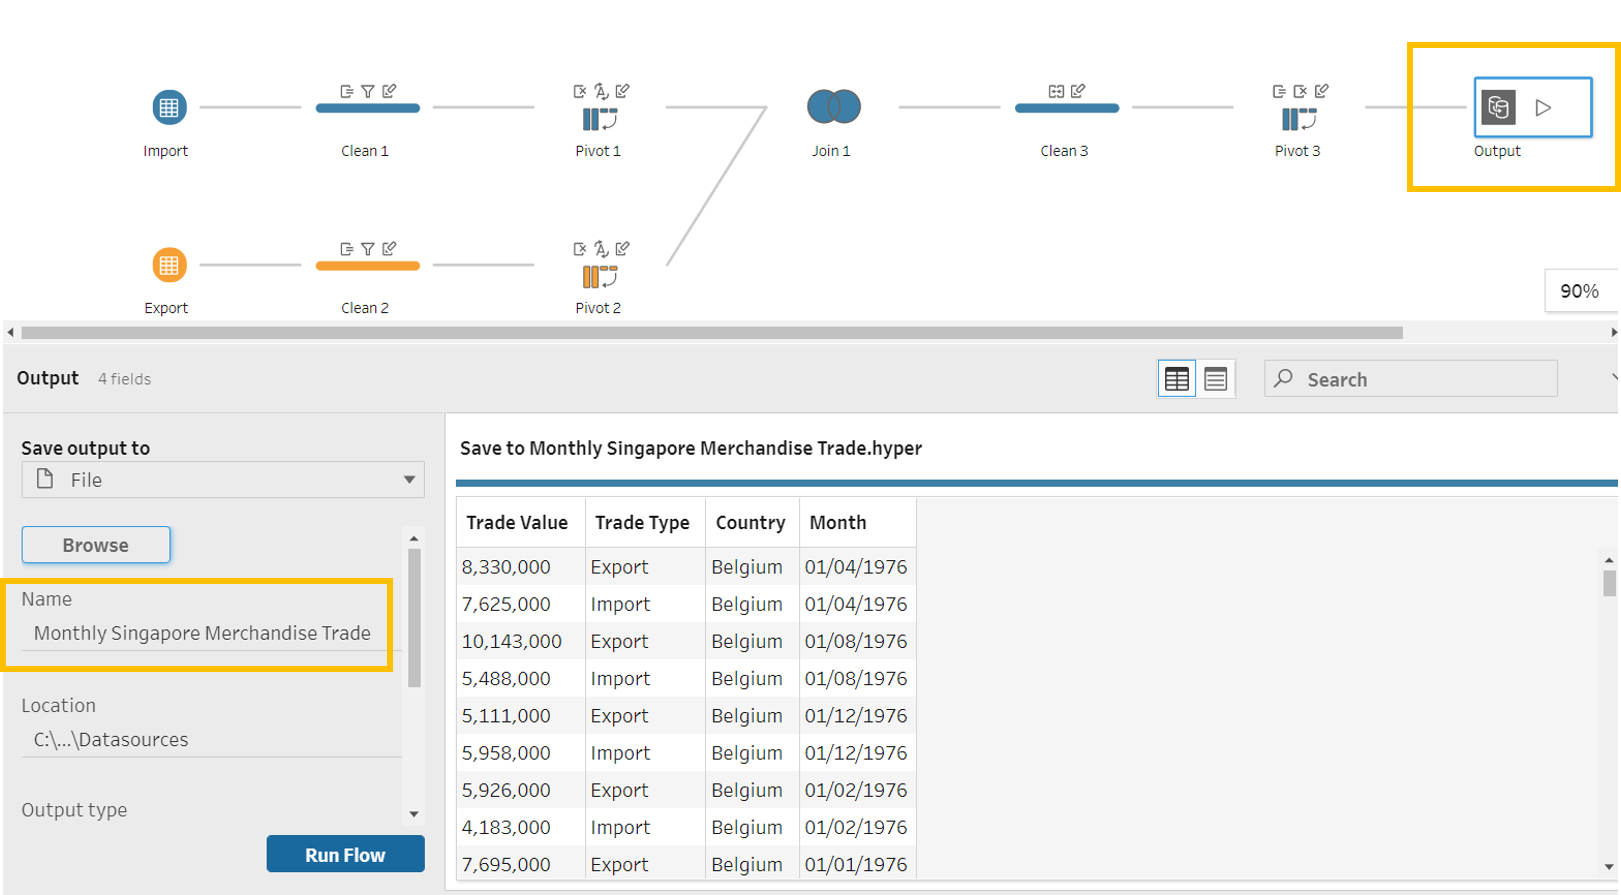 Import
Clean 1
Pivot 1
Join 1
Clean 3
Pivot 3
Output
Export
Clean 2
Pivot 2
90%
Output 4 fields
Search
Save output to
File
Browse
Name
Monthly Singapore Merchandise Trade
Location
C:\...\Datasources
Output type
Run Flow
Save to Monthly Singapore Merchandise Trade.hyper
Trade Value Trade Type Country Month
8,330,000 Export Belgium 01/04/1976
7,625,000 Import Belgium 01/04/1976
10,143,000 Export Belgium 01/08/1976
5,488,000 Import Belgium 01/08/1976
5,111,000 Export Belgium 01/12/1976
5,958,000 Import Belgium 01/12/1976
5,926,000 Export Belgium 01/02/1976
4,183,000 Import Belgium 01/02/1976
7,695,000 Export Belgium 01/01/1976